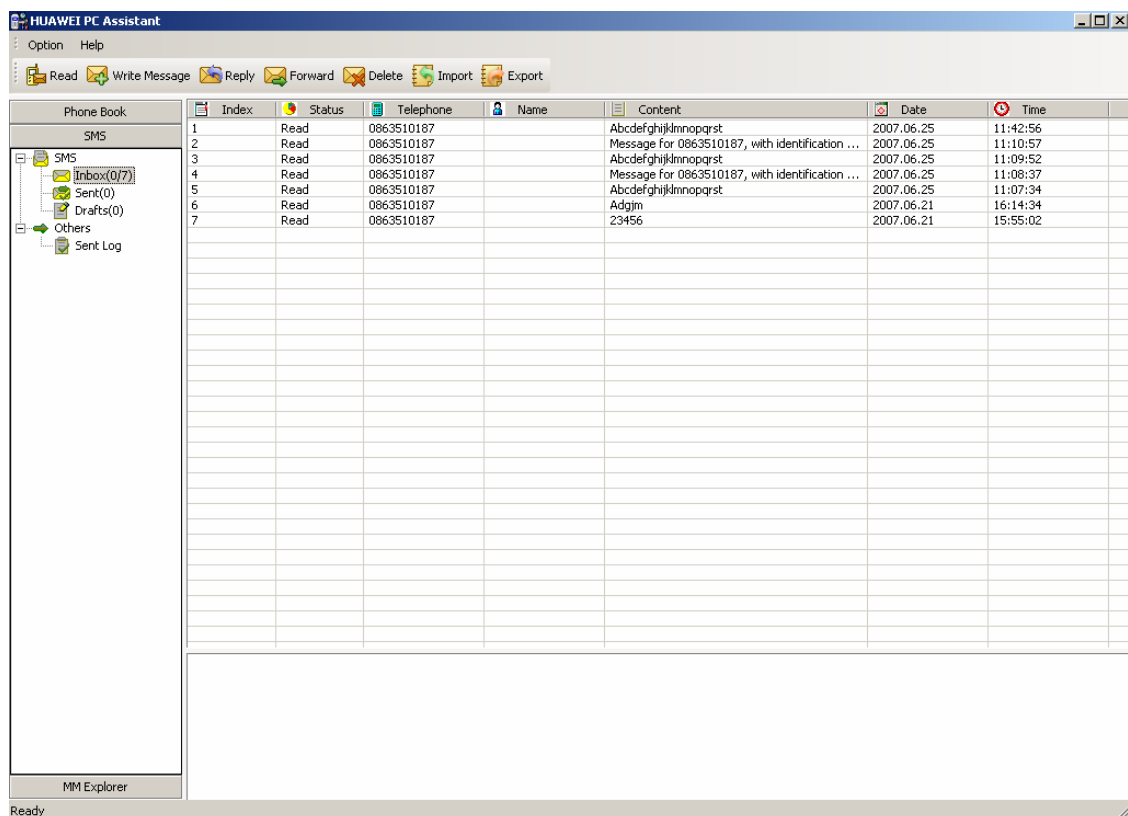 HUAWEI PC Assistant
Option Help
Read Write Message Reply Forward Delete Import Export
Phone Book
SMS
SMS
Inbox(0/7)
Sent(0)
Drafts(0)
Others
Sent Log
MM Explorer
Index Status Telephone Name Content Date Time
1 Read 0863510187 Abcdefghijklmnopqrst 2007.06.25 11:42:56
2 Read 0863510187 Message for 0863510187, with identification ... 2007.06.25 11:10:57
3 Read 0863510187 Abcdefghijklmnopqrst 2007.06.25 11:09:52
4 Read 0863510187 Message for 0863510187, with identification ... 2007.06.25 11:08:37
5 Read 0863510187 Abcdefghijklmnopqrst 2007.06.25 11:07:34
6 Read 0863510187 Adgjm 2007.06.21 16:14:34
7 Read 0863510187 23456 2007.06.21 15:55:02
Ready